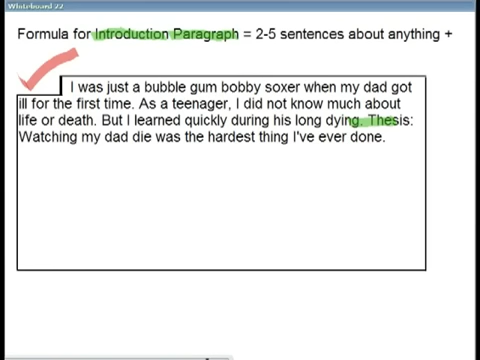 Whiteboard 22
Formula for Introduction Paragraph = 2-5 sentences about anything +
I was just a bubble gum bobby soxer when my dad got
ill for the first time. As a teenager, I did not know much about
life or death. But I learned quickly during his long dying. Thesis:
Watching my dad die was the hardest thing I've ever done.